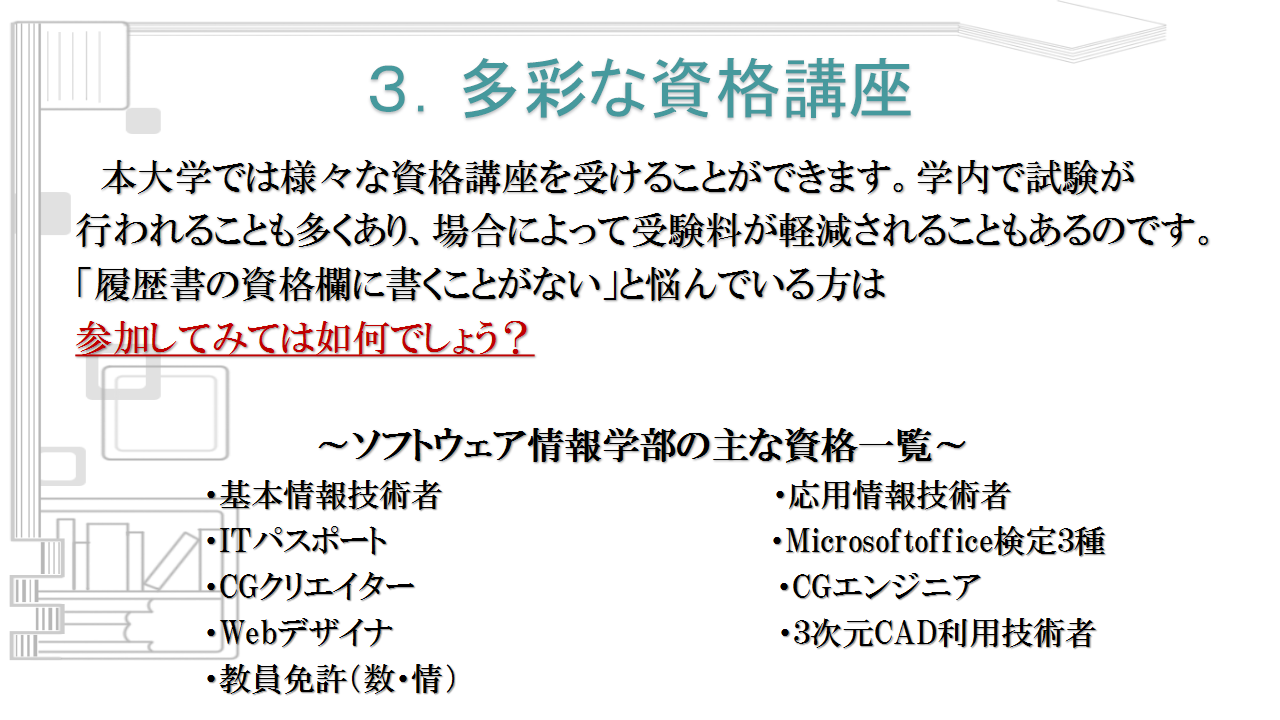 ３．多彩な資格講座
本大学では様々な資格講座を受けることができます。学内で試験が
行われることも多くあり、場合によって受験料が軽減されることもあるのです。
「履歴書の資格欄に書くことがない」と悩んでいる方は
参加してみては如何でしょう？
～ソフトウェア情報学部の主な資格一覧～
・基本情報技術者
・応用情報技術者
・ITパスポート
・Microsoftoffice検定3種
・CGクリエイター
・CGエンジニア
・Webデザイナ
・3次元CAD利用技術者
・教員免許（数・情）